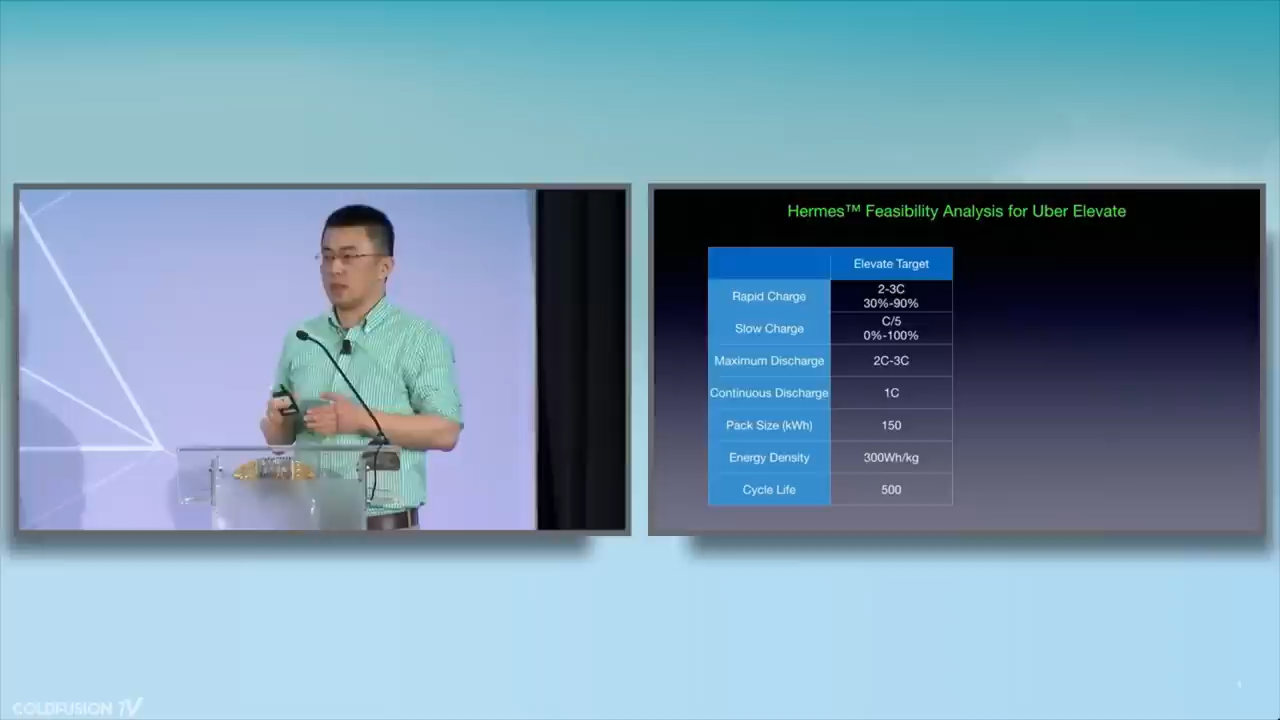 Hermes™ Feasibility Analysis for Uber Elevate
Elevate Target
Rapid Charge
2-3C
30%-90%
Slow Charge
C/5
0%-100%
Maximum Discharge
2C-3C
Continuous Discharge
1C
Pack Size (kWh)
150
Energy Density
300Wh/kg
Cycle Life
500
COLDFUSION TV